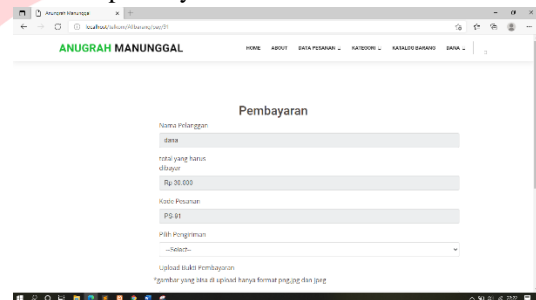 Anugrah Manunggal
ANUGRAH MANUNGGAL
HOME ABOUT DATA PESANAN KATEGORI KATALOG BARANG DANA
Pembayaran
Nama Pelanggan
dana
total yang harus
dibayar
Rp 30.000
Kode Pesanan
PS-91
Pilih Pengiriman
--Select--
Upload Bukti Pembayaran
*gambar yang bisa di upload hanya format png,jpg dan jpeg